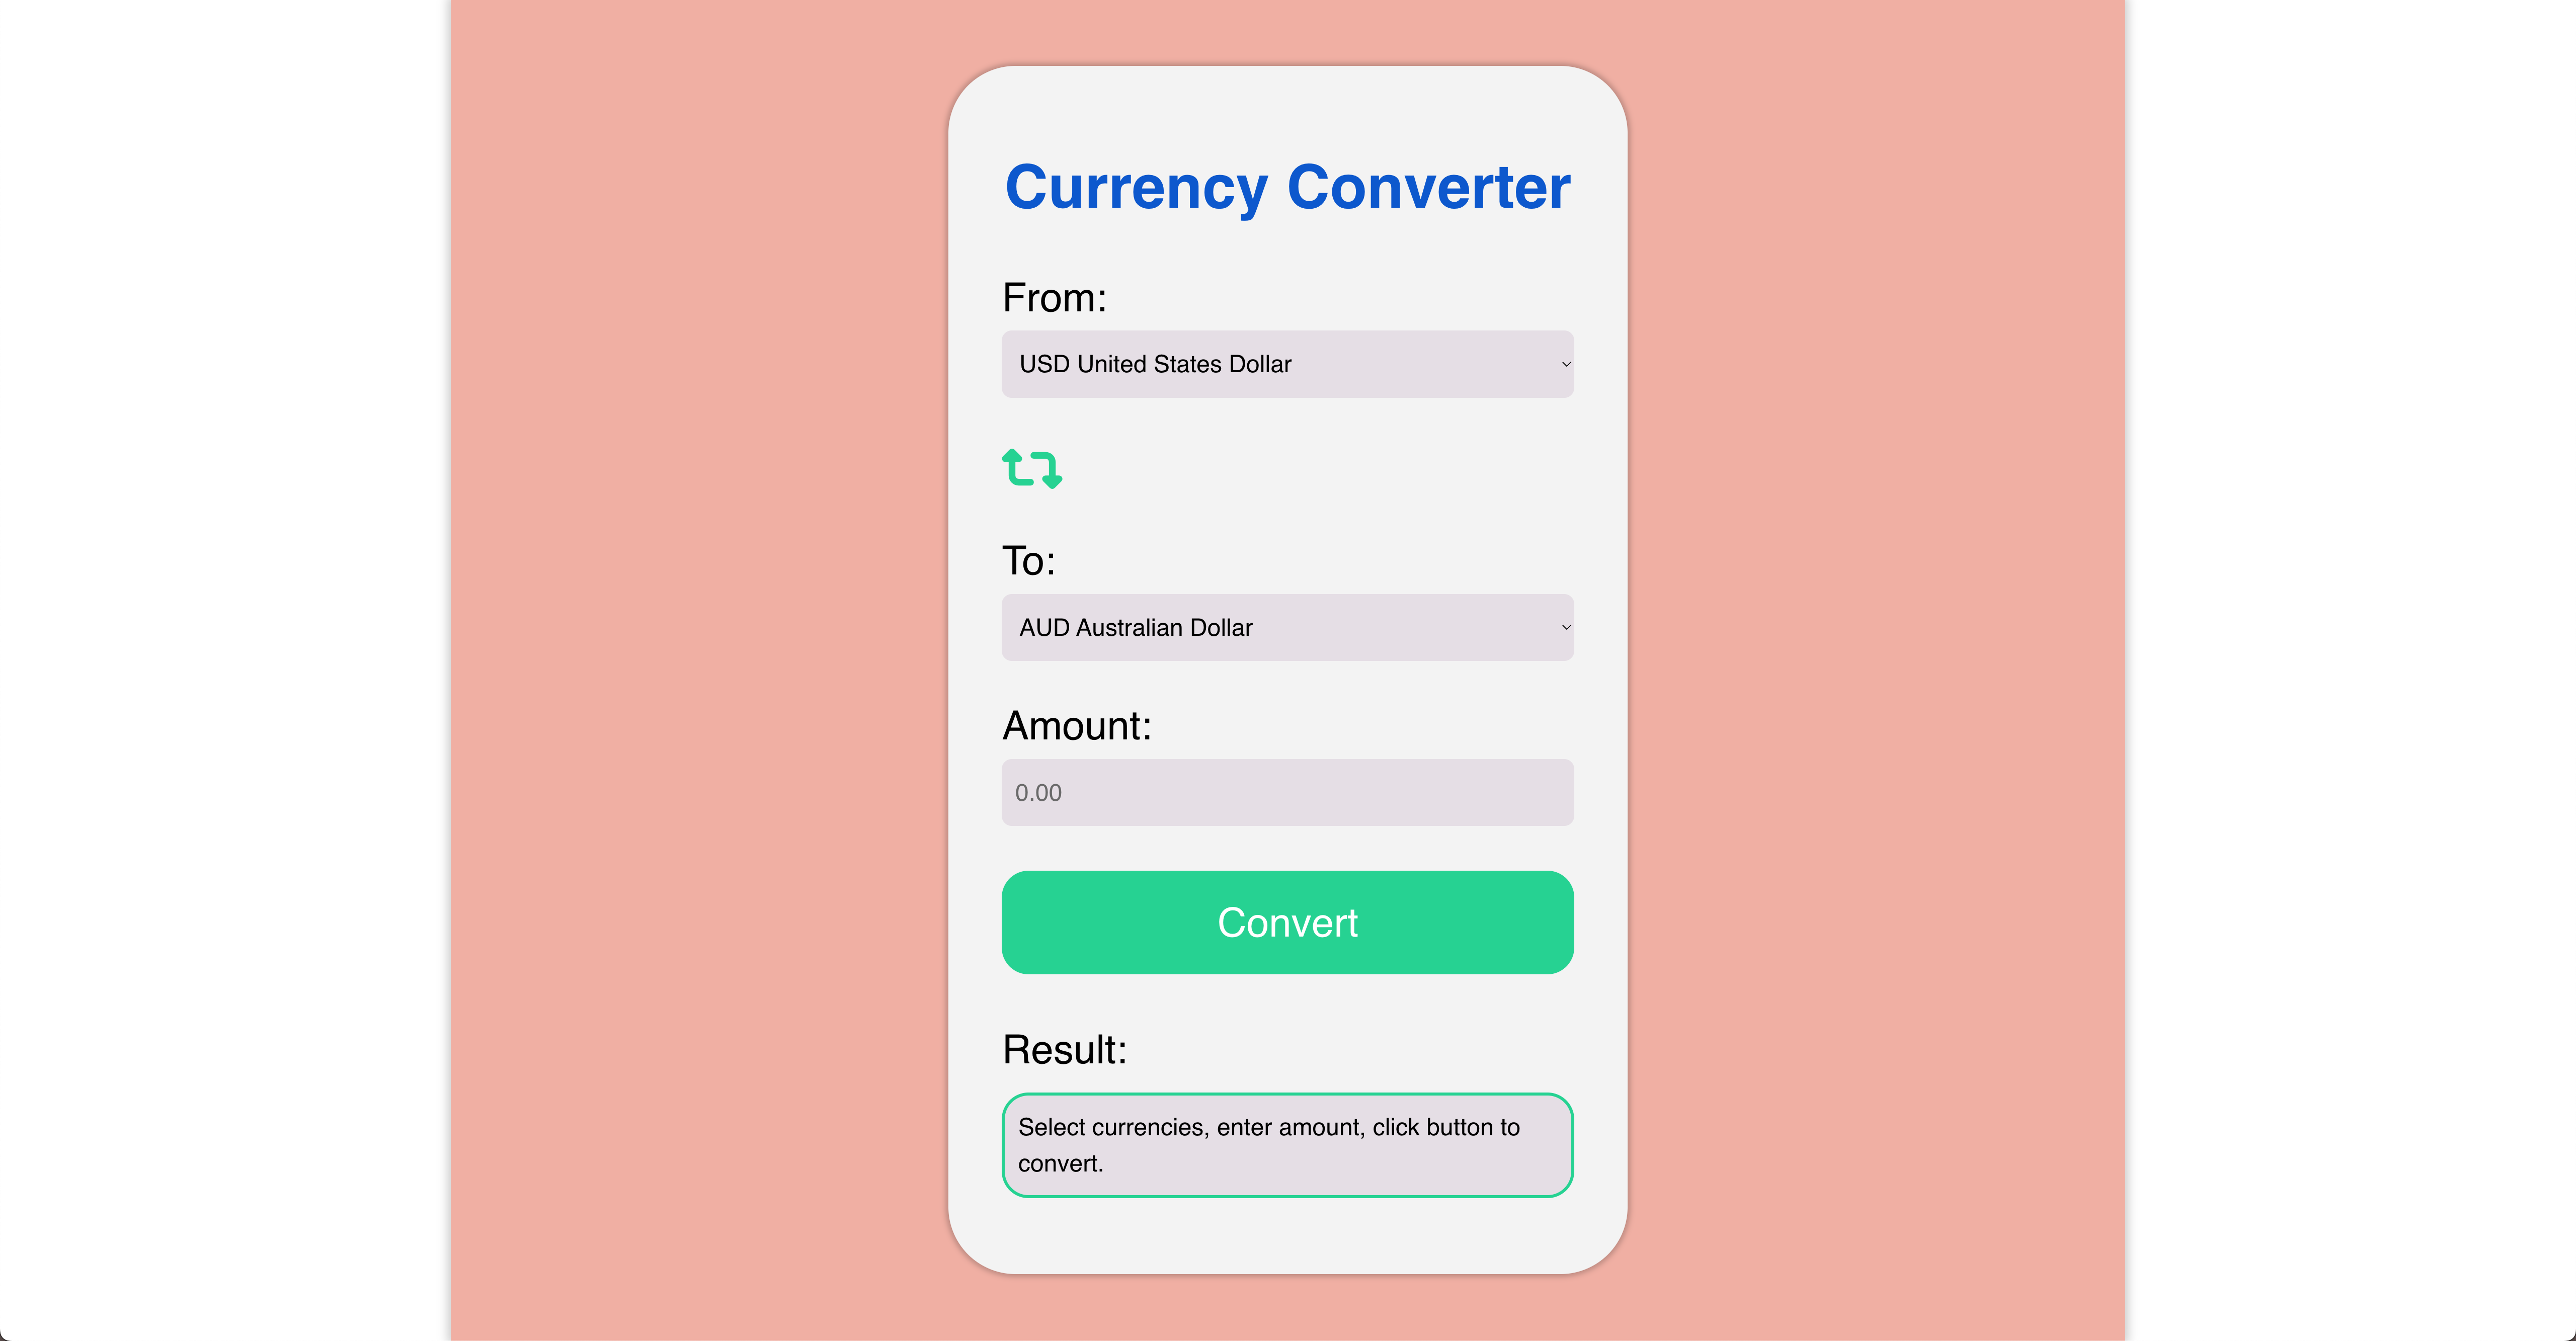 Currency Converter
From:
USD United States Dollar
To:
AUD Australian Dollar
Amount:
0.00
Convert
Result:
Select currencies, enter amount, click button to
convert.